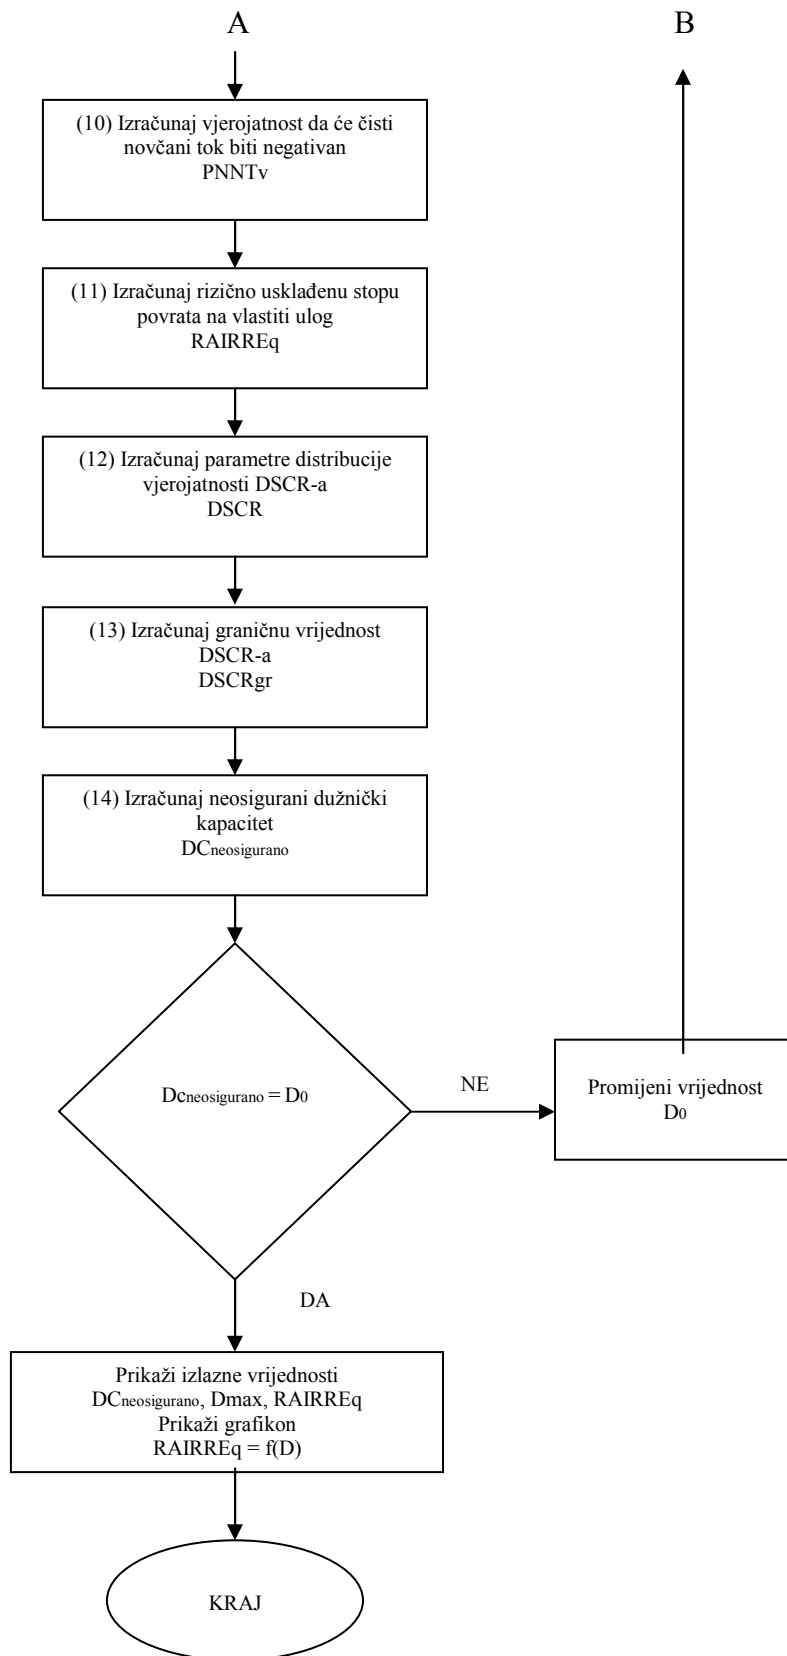 A
B
(10) Izračunaj vjerojatnost da će čisti
novčani tok biti negativan
PNNTv
(11) Izračunaj rizično usklađenu stopu
povrata na vlastiti ulog
RAIRREq
(12) Izračunaj parametre distribucije
vjerojatnosti DSCR-a
DSCR
(13) Izračunaj graničnu vrijednost
DSCR-a
DSCRgr
(14) Izračunaj neosigurani dužnički
kapacitet
DCneosigurano
Dcneosigurano = D0
NE
Promijeni vrijednost
D0
DA
Prikaži izlazne vrijednosti
DCneosigurano, Dmax, RAIRREq
Prikaži grafikon
RAIRREq = f(D)
KRAJ